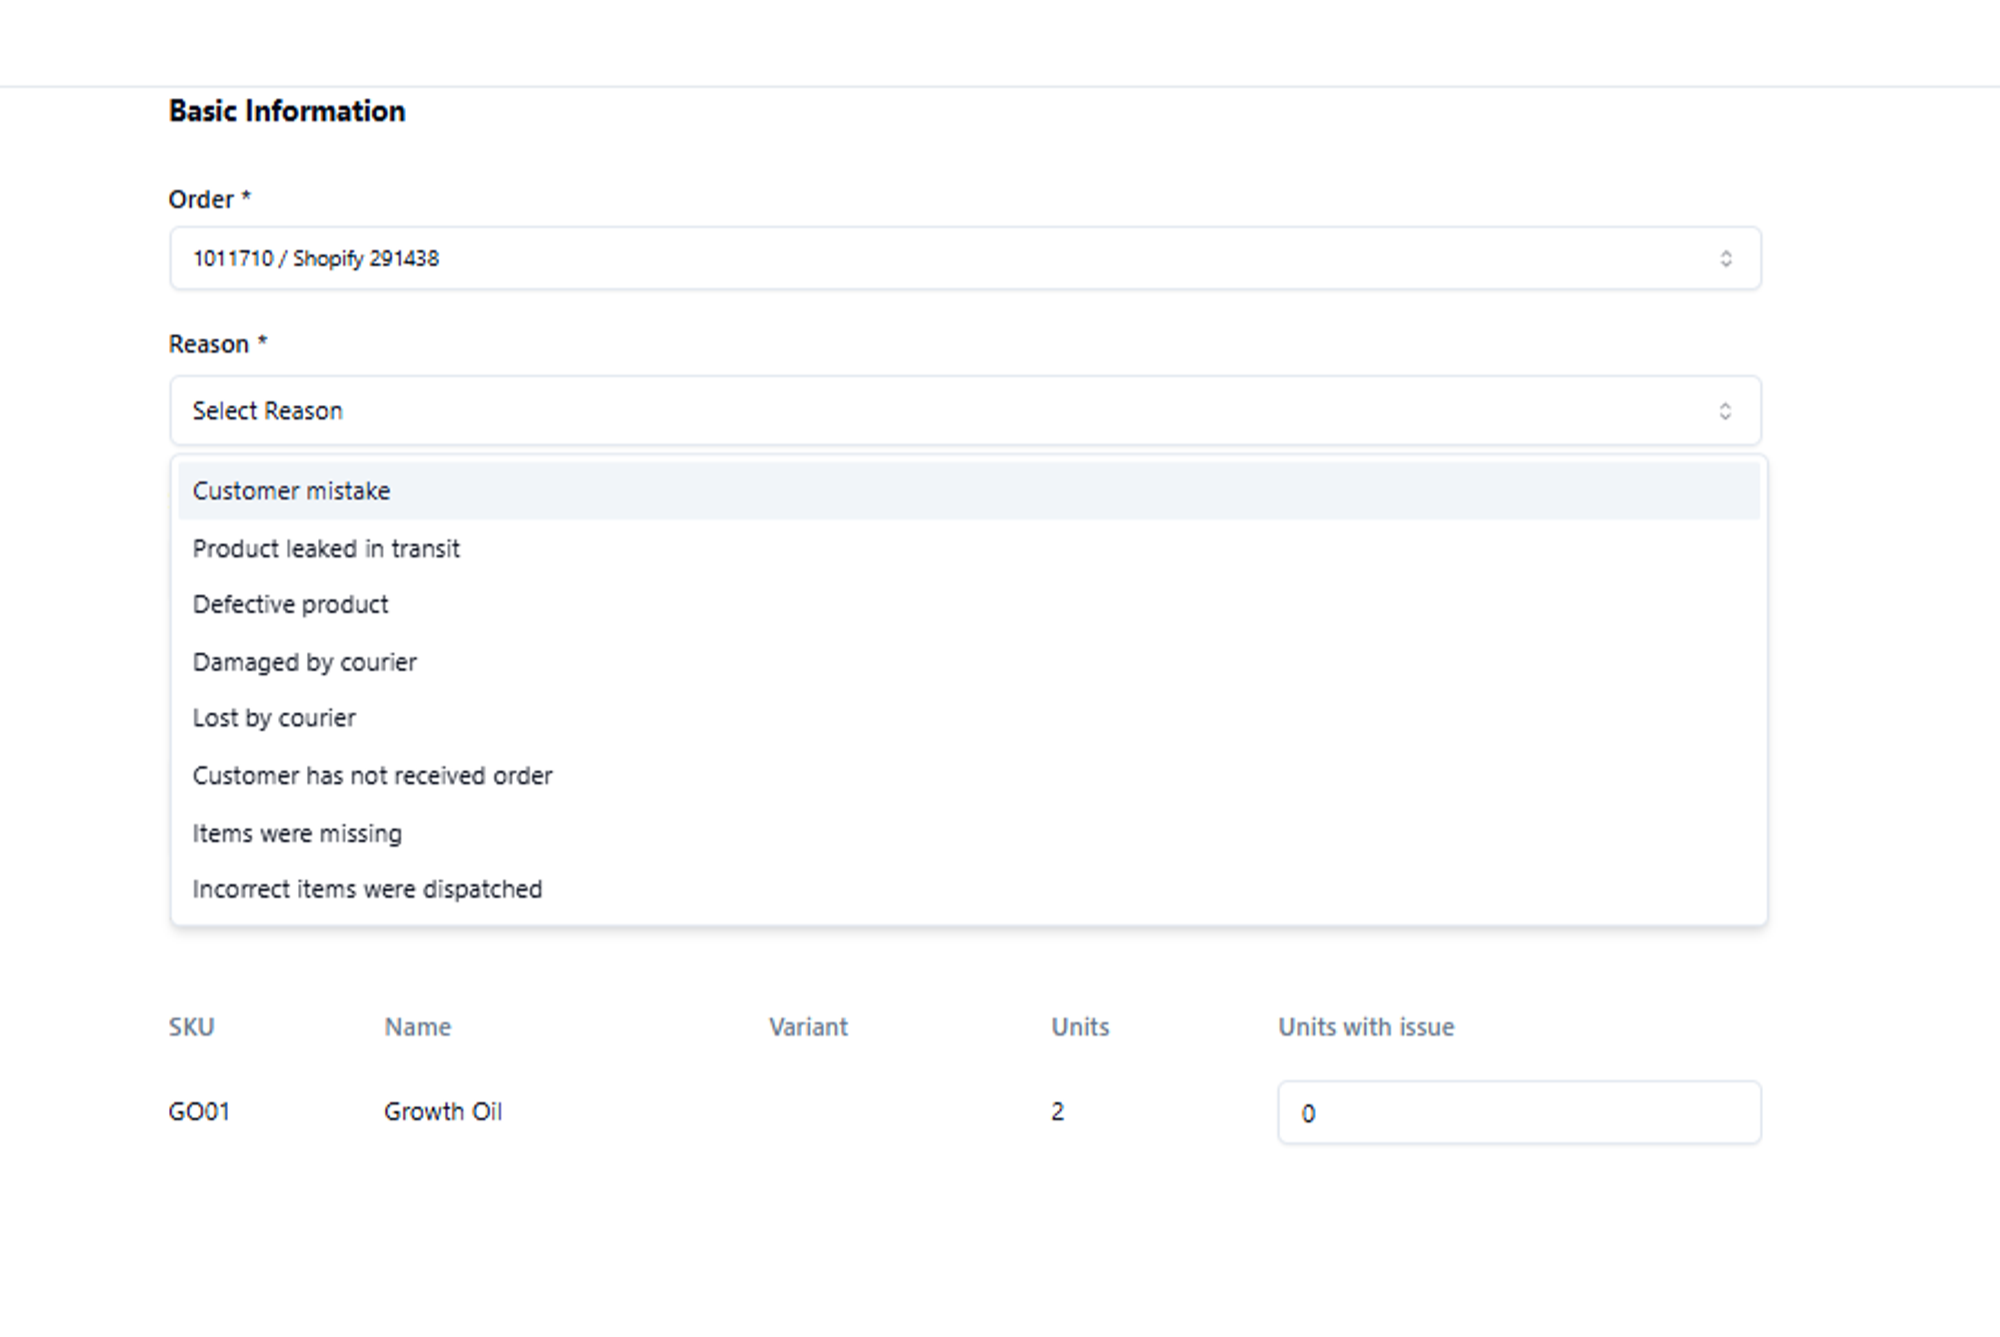 Basic Information
Order *
1011710 / Shopify 291438
Reason *
Select Reason
Customer mistake
Product leaked in transit
Defective product
Damaged by courier
Lost by courier
Customer has not received order
Items were missing
Incorrect items were dispatched
SKU Name Variant Units Units with issue
GO01 Growth Oil 2 0